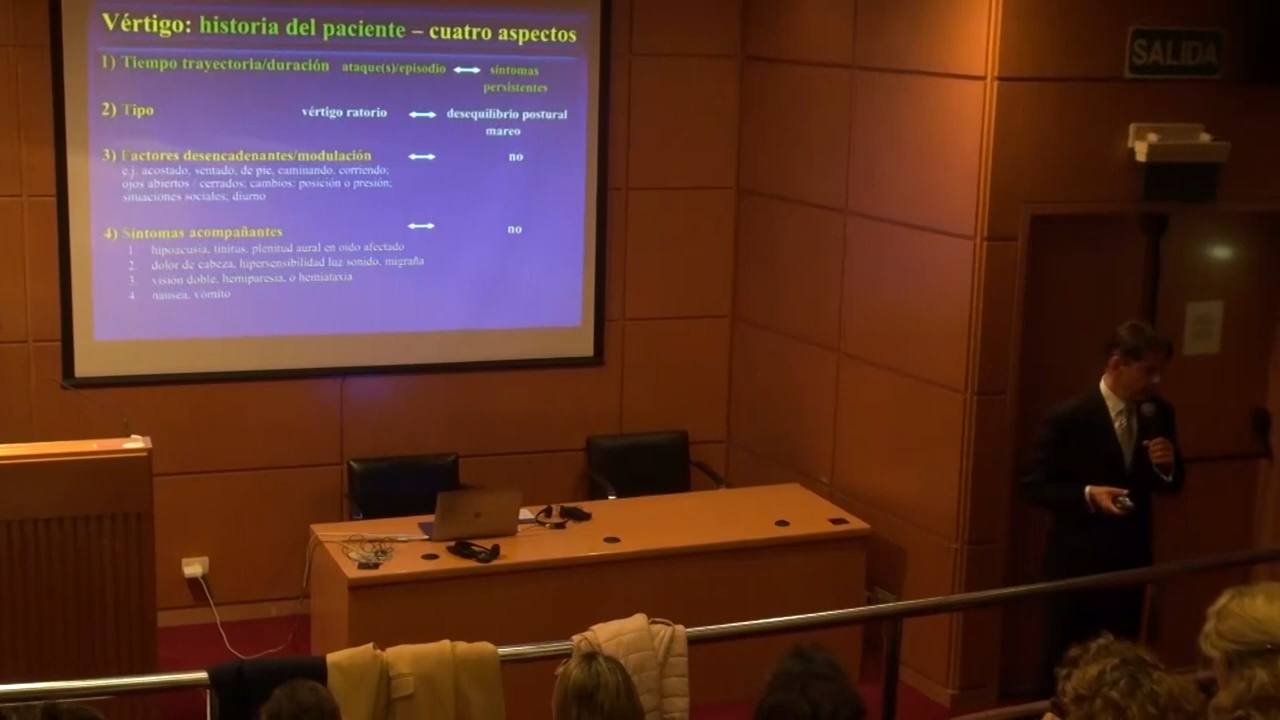 Vértigo: historia del paciente – cuatro aspectos
1) Tiempo trayectoria/duración ataque(s)/episodio ↔ síntomas persistentes
2) Tipo vértigo ratorio ↔ desequilibrio postural
mareo
3) Factores desencadenantes/modulación ↔ no
e.j. acostado, sentado, de pie, caminando, corriendo;
ojos abiertos / cerrados; cambios: posición o presión;
situaciones sociales; diurno
4) Síntomas acompañantes ↔ no
1. hipoacusia, tinitus, plenitud aural en oído afectado
2. dolor de cabeza, hipersensibilidad luz sonido, migraña
3. visión doble, hemiparesia, o hemiataxia
4. nausea, vómito
SALIDA